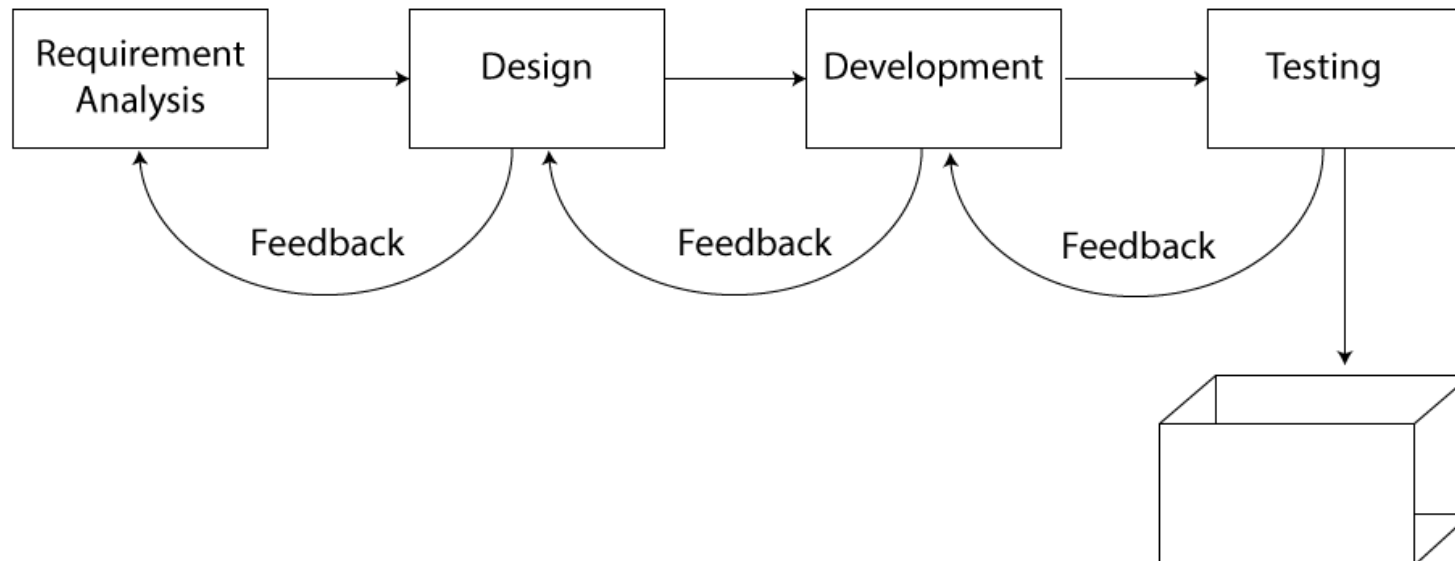 Requirement
Analysis
Design
Development
Testing
Feedback
Feedback
Feedback